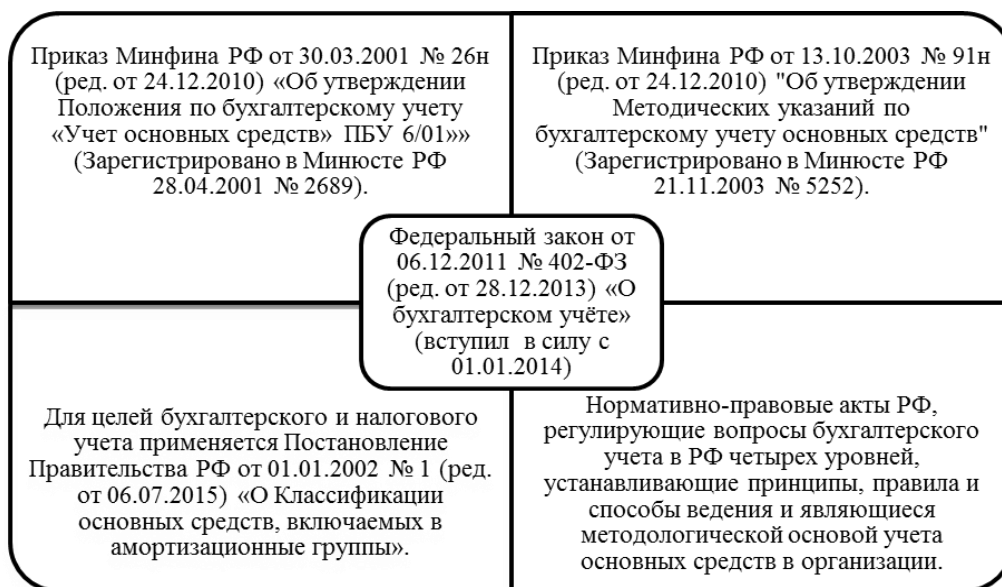 Приказ Минфина РФ от 30.03.2001 № 26н
(ред. от 24.12.2010) «Об утверждении
Положения по бухгалтерскому учету
«Учет основных средств» ПБУ 6/01»»
(Зарегистрировано в Минюсте РФ
28.04.2001 № 2689).
Приказ Минфина РФ от 13.10.2003 № 91н
(ред. от 24.12.2010) "Об утверждении
Методических указаний по
бухгалтерскому учету основных средств"
(Зарегистрировано в Минюсте РФ
21.11.2003 № 5252).
Федеральный закон от
06.12.2011 № 402-ФЗ
(ред. от 28.12.2013) «О
бухгалтерском учёте»
(вступил в силу с
01.01.2014)
Для целей бухгалтерского и налогового
учета применяется Постановление
Правительства РФ от 01.01.2002 № 1 (ред.
от 06.07.2015) «О Классификации
основных средств, включаемых в
амортизационные группы».
Нормативно-правовые акты РФ,
регулирующие вопросы бухгалтерского
учета в РФ четырех уровней,
устанавливающие принципы, правила и
способы ведения и являющиеся
методологической основой учета
основных средств в организации.